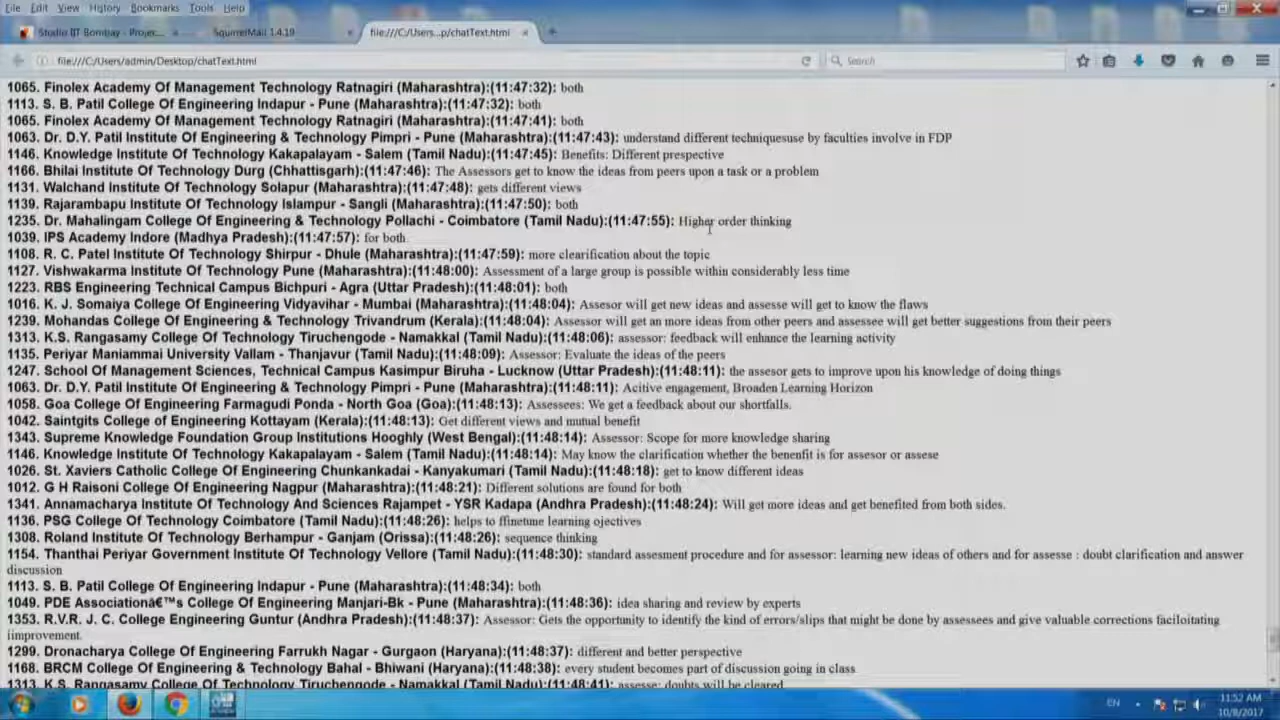 File Edit View History Bookmarks Tools Help
Studio IIT Bombay - Projec... SquirrelMail 1.4.19 file:///C:/Users...p/chatText.html
file:///C:/Users/admin/Desktop/chatText.html Search
1065. Finolex Academy Of Management Technology Ratnagiri (Maharashtra):(11:47:32): both
1113. S. B. Patil College Of Engineering Indapur - Pune (Maharashtra):(11:47:32): both
1065. Finolex Academy Of Management Technology Ratnagiri (Maharashtra):(11:47:41): both
1063. Dr. D.Y. Patil Institute Of Engineering & Technology Pimpri - Pune (Maharashtra):(11:47:43): understand different techniquesuse by faculties involve in FDP
1146. Knowledge Institute Of Technology Kakapalayam - Salem (Tamil Nadu):(11:47:45): Benefits: Different prespective
1166. Bhilai Institute Of Technology Durg (Chhattisgarh):(11:47:46): The Assessors get to know the ideas from peers upon a task or a problem
1131. Walchand Institute Of Technology Solapur (Maharashtra):(11:47:48): gets different views
1139. Rajarambapu Institute Of Technology Islampur - Sangli (Maharashtra):(11:47:50): both
1235. Dr. Mahalingam College Of Engineering & Technology Pollachi - Coimbatore (Tamil Nadu):(11:47:55): Higher order thinking
1039. IPS Academy Indore (Madhya Pradesh):(11:47:57): for both
1108. R. C. Patel Institute Of Technology Shirpur - Dhule (Maharashtra):(11:47:59): more clearification about the topic
1127. Vishwakarma Institute Of Technology Pune (Maharashtra):(11:48:00): Assessment of a large group is possible within considerably less time
1223. RBS Engineering Technical Campus Bichpuri - Agra (Uttar Pradesh):(11:48:01): both
1016. K. J. Somaiya College Of Engineering Vidyavihar - Mumbai (Maharashtra):(11:48:04): Assesor will get new ideas and assesse will get to know the flaws
1239. Mohandas College Of Engineering & Technology Trivandrum (Kerala):(11:48:04): Assessor will get an more ideas from other peers and assessee will get better suggestions from their peers
1313. K.S. Rangasamy College Of Technology Tiruchengode - Namakkal (Tamil Nadu):(11:48:06): assessor: feedback will enhance the learning activity
1135. Periyar Maniammai University Vallam - Thanjavur (Tamil Nadu):(11:48:09): Assessor: Evaluate the ideas of the peers
1247. School Of Management Sciences, Technical Campus Kasimpur Biruha - Lucknow (Uttar Pradesh):(11:48:11): the assesor gets to improve upon his knowledge of doing things
1063. Dr. D.Y. Patil Institute Of Engineering & Technology Pimpri - Pune (Maharashtra):(11:48:11): Acitive engagement, Broaden Learning Horizon
1058. Goa College Of Engineering Farmagudi Ponda - North Goa (Goa):(11:48:13): Assessees: We get a feedback about our shortfalls.
1042. Saintgits College of Engineering Kottayam (Kerala):(11:48:13): Get different views and mutual benefit
1343. Supreme Knowledge Foundation Group Institutions Hooghly (West Bengal):(11:48:14): Assessor: Scope for more knowledge sharing
1146. Knowledge Institute Of Technology Kakapalayam - Salem (Tamil Nadu):(11:48:14): May know the clarification whether the benenfit is for assesor or assese
1026. St. Xaviers Catholic College Of Engineering Chunkankadai - Kanyakumari (Tamil Nadu):(11:48:18): get to know different ideas
1012. G H Raisoni College Of Engineering Nagpur (Maharashtra):(11:48:21): Different solutions are found for both
1341. Annamacharya Institute Of Technology And Sciences Rajampet - YSR Kadapa (Andhra Pradesh):(11:48:24): Will get more ideas and get benefited from both sides.
1136. PSG College Of Technology Coimbatore (Tamil Nadu):(11:48:26): helps to ffinetune learning ojectives
1308. Roland Institute Of Technology Berhampur - Ganjam (Orissa):(11:48:26): sequence thinking
1154. Thanthai Periyar Government Institute Of Technology Vellore (Tamil Nadu):(11:48:30): standard assesment procedure and for assessor: learning new ideas of others and for assesse : doubt clarification and answer
discussion
1113. S. B. Patil College Of Engineering Indapur - Pune (Maharashtra):(11:48:34): both
1049. PDE Associationâ€™s College Of Engineering Manjari-Bk - Pune (Maharashtra):(11:48:36): idea sharing and review by experts
1353. R.V.R. J. C. College Engineering Guntur (Andhra Pradesh):(11:48:37): Assessor: Gets the opportunity to identify the kind of errors/slips that might be done by assessees and give valuable corrections faciloitating
iimprovement.
1299. Dronacharya College Of Engineering Farrukh Nagar - Gurgaon (Haryana):(11:48:37): different and better perspective
1168. BRCM College Of Engineering & Technology Bahal - Bhiwani (Haryana):(11:48:38): every student becomes part of discussion going in class
1313. K.S. Rangasamy College Of Technology Tiruchengode - Namakkal (Tamil Nadu):(11:48:41): assesse: doubts will be cleared
EN 11:52 AM
10/8/2017